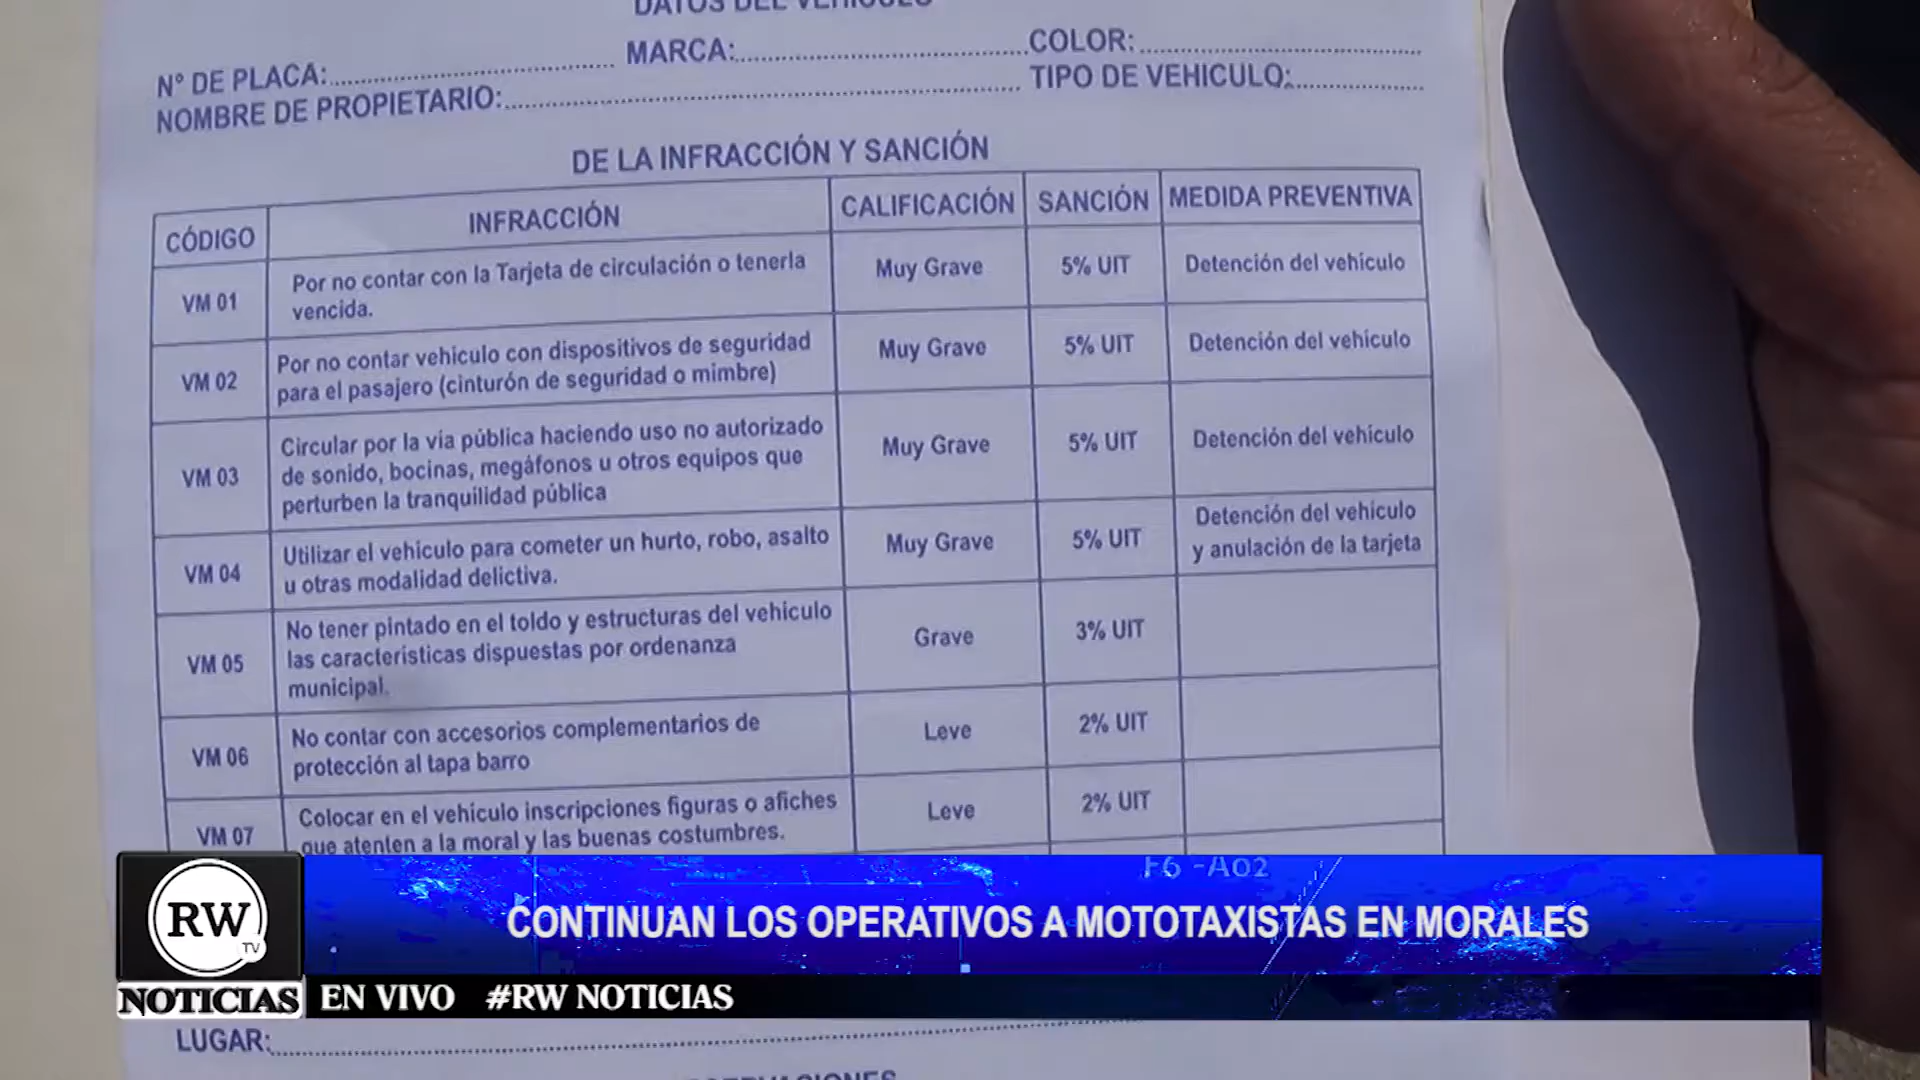 DATOS DEL VEHICULO
Nº DE PLACA: MARCA: COLOR:
NOMBRE DE PROPIETARIO: TIPO DE VEHICULO:
DE LA INFRACCIÓN Y SANCIÓN
CÓDIGO INFRACCIÓN CALIFICACIÓN SANCIÓN MEDIDA PREVENTIVA
VM 01 Por no contar con la Tarjeta de circulación o tenerla
vencida. Muy Grave 5% UIT Detención del vehículo
VM 02 Por no contar vehiculo con dispositivos de seguridad
para el pasajero (cinturón de seguridad o mimbre) Muy Grave 5% UIT Detención del vehículo
VM 03 Circular por la vía pública haciendo uso no autorizado
de sonido, bocinas, megáfonos u otros equipos que
perturben la tranquilidad pública Muy Grave 5% UIT Detención del vehículo
VM 04 Utilizar el vehículo para cometer un hurto, robo, asalto
u otras modalidad delictiva. Muy Grave 5% UIT Detención del vehículo
y anulación de la tarjeta
VM 05 No tener pintado en el toldo y estructuras del vehículo
las características dispuestas por ordenanza
municipal. Grave 3% UIT
VM 06 No contar con accesorios complementarios de
protección al tapa barro Leve 2% UIT
VM 07 Colocar en el vehículo inscripciones figuras o afiches
que atenten a la moral y las buenas costumbres. Leve 2% UIT
F6 -A02
CONTINUAN LOS OPERATIVOS A MOTOTAXISTAS EN MORALES
RW
TV
NOTICIAS EN VIVO #RW NOTICIAS
LUGAR: